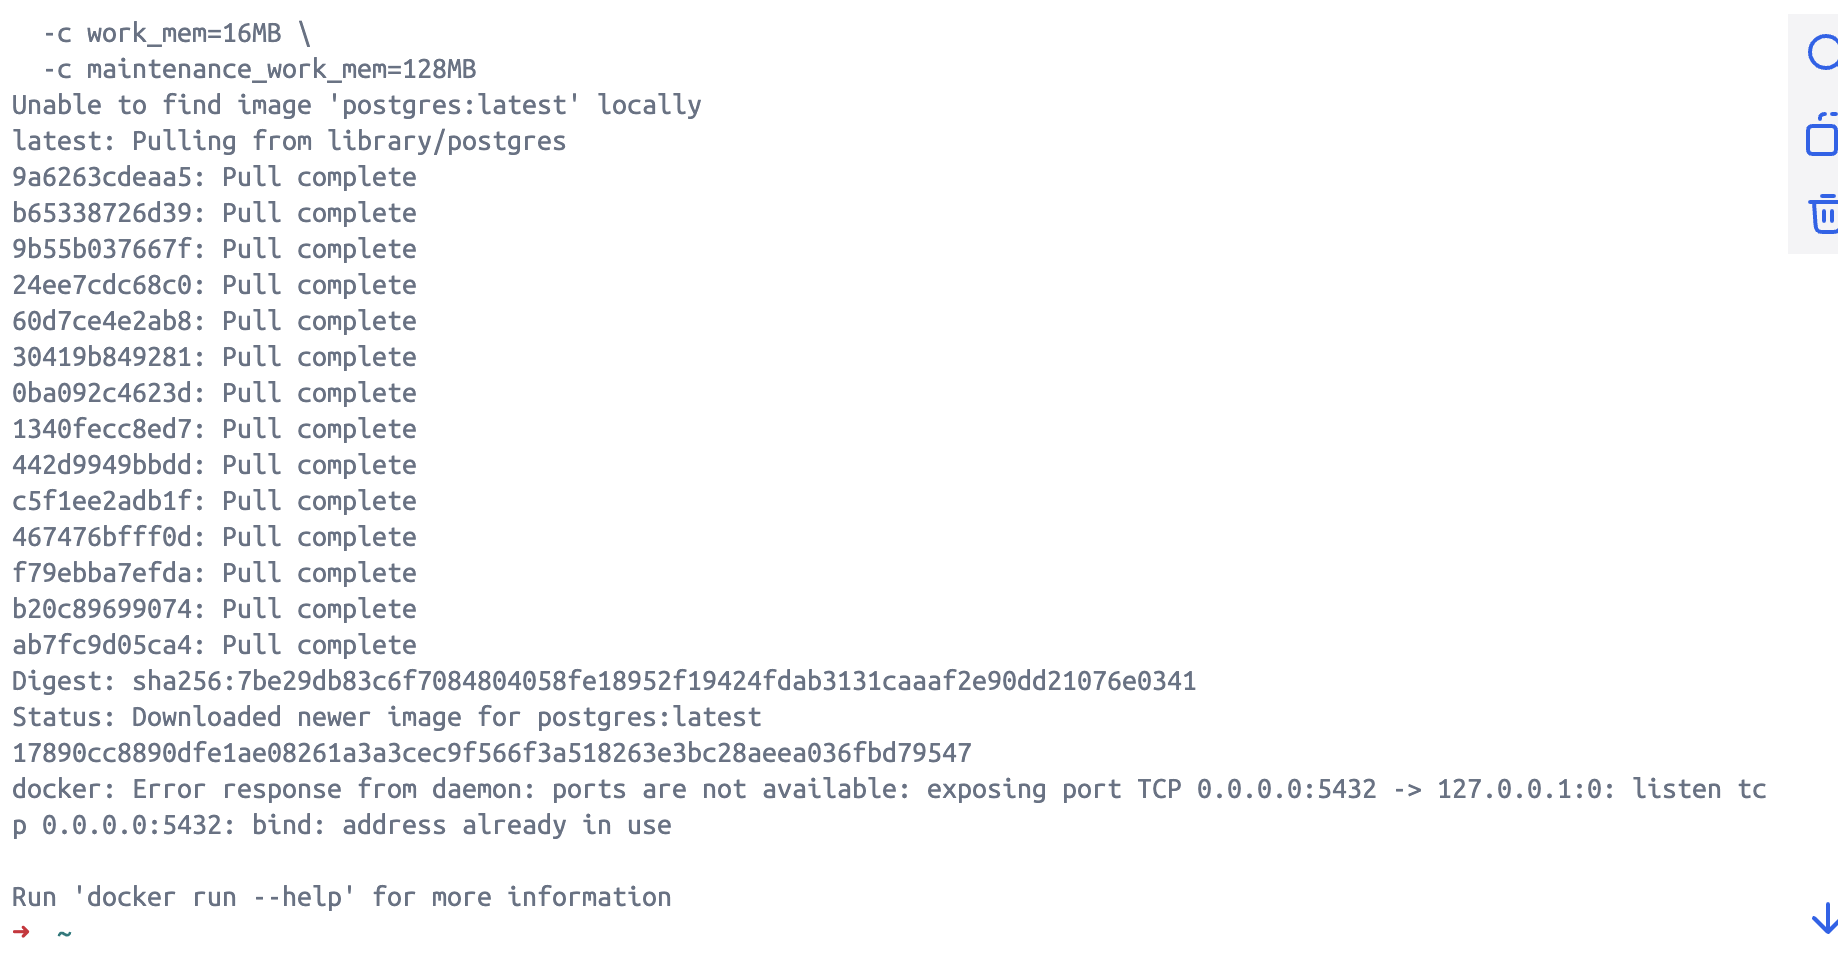 -c work_mem=16MB \
-c maintenance_work_mem=128MB
Unable to find image 'postgres:latest' locally
latest: Pulling from library/postgres
9a6263cdeaa5: Pull complete
b65338726d39: Pull complete
9b55b037667f: Pull complete
24ee7cdc68c0: Pull complete
60d7ce4e2ab8: Pull complete
30419b849281: Pull complete
0ba092c4623d: Pull complete
1340fecc8ed7: Pull complete
442d9949bbdd: Pull complete
c5f1ee2adb1f: Pull complete
467476bfff0d: Pull complete
f79ebba7efda: Pull complete
b20c89699074: Pull complete
ab7fc9d05ca4: Pull complete
Digest: sha256:7be29db83c6f7084804058fe18952f19424fdab3131caaaf2e90dd21076e0341
Status: Downloaded newer image for postgres:latest
17890cc8890dfe1ae08261a3a3cec9f566f3a518263e3bc28aeea036fbd79547
docker: Error response from daemon: ports are not available: exposing port TCP 0.0.0.0:5432 -> 127.0.0.1:0: listen tc
p 0.0.0.0:5432: bind: address already in use
Run 'docker run --help' for more information
➜ ~